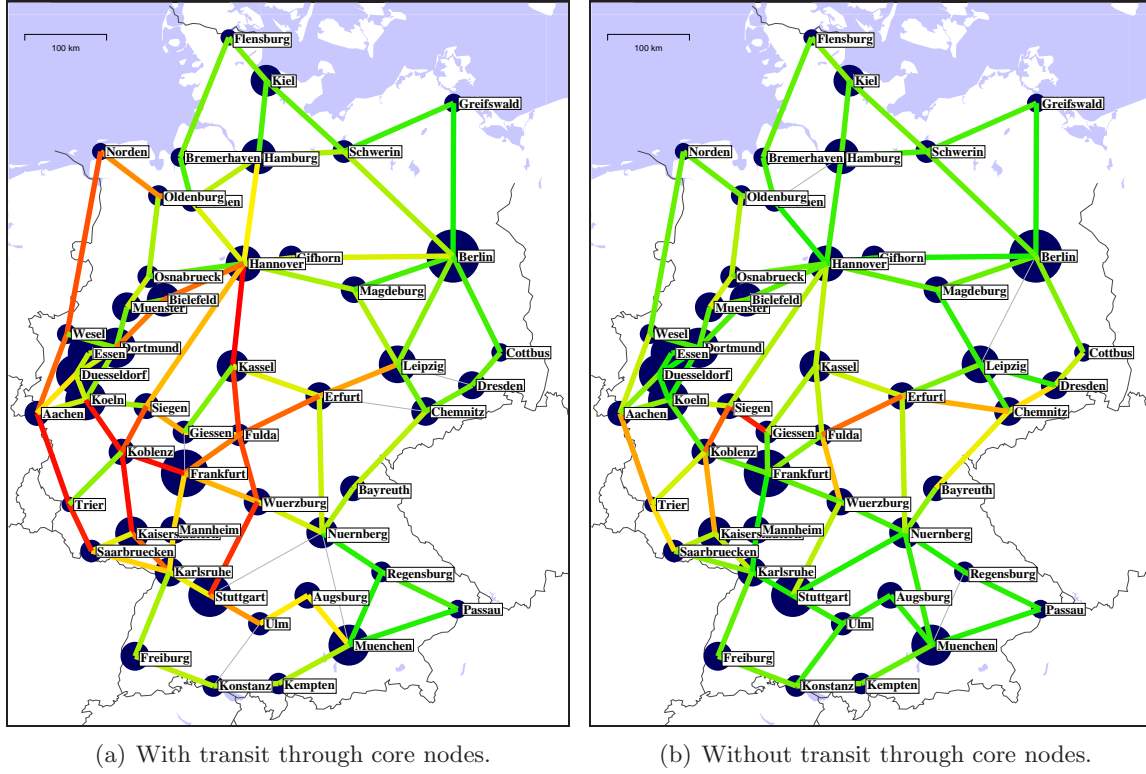 Flensburg
100 km
Kiel
Greifswald
Norden
Bremerhaven
Hamburg
Schwerin
Oldenburg
Hannover
Gifhorn
Berlin
Osnabrueck
Magdeburg
Bielefeld
Muenster
Wesel
Dortmund
Essen
Cottbus
Kassel
Leipzig
Duesseldorf
Dresden
Koeln
Erfurt
Aachen
Siegen
Chemnitz
Giessen
Fulda
Koblenz
Frankfurt
Bayreuth
Trier
Wuerzburg
Mannheim
Nuernberg
Saarbruecken
Karlsruhe
Regensburg
Stuttgart
Augsburg
Passau
Ulm
Muenchen
Freiburg
Konstanz
Kempten
(a) With transit through core nodes.
Flensburg
100 km
Kiel
Greifswald
Norden
Bremerhaven
Hamburg
Schwerin
Oldenburg
Hannover
Gifhorn
Berlin
Osnabrueck
Magdeburg
Bielefeld
Muenster
Wesel
Dortmund
Essen
Cottbus
Kassel
Leipzig
Duesseldorf
Dresden
Koeln
Erfurt
Aachen
Siegen
Chemnitz
Giessen
Fulda
Koblenz
Frankfurt
Bayreuth
Trier
Wuerzburg
Mannheim
Nuernberg
Saarbruecken
Karlsruhe
Regensburg
Stuttgart
Augsburg
Passau
Ulm
Muenchen
Freiburg
Konstanz
Kempten
(b) Without transit through core nodes.